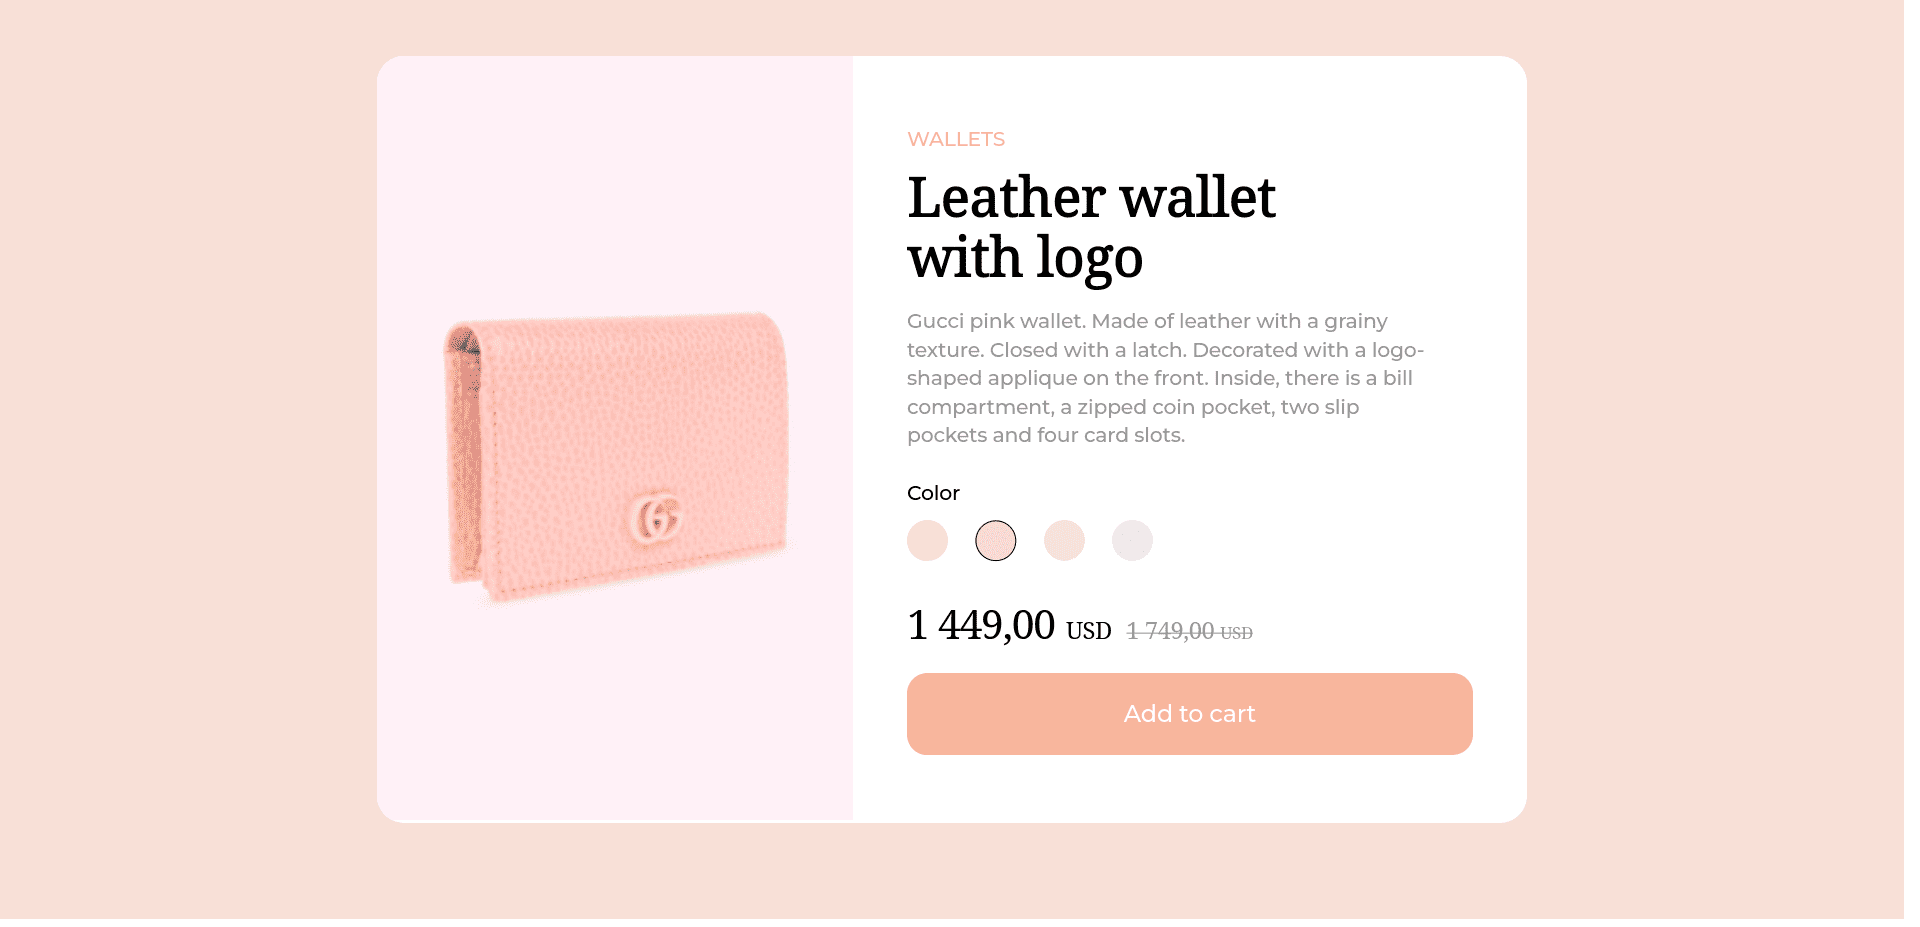 WALLETS
Leather wallet
with logo
Gucci pink wallet. Made of leather with a grainy
texture. Closed with a latch. Decorated with a logo-
shaped applique on the front. Inside, there is a bill
compartment, a zipped coin pocket, two slip
pockets and four card slots.
Color
1 449,00 USD 1 749,00 USD
Add to cart